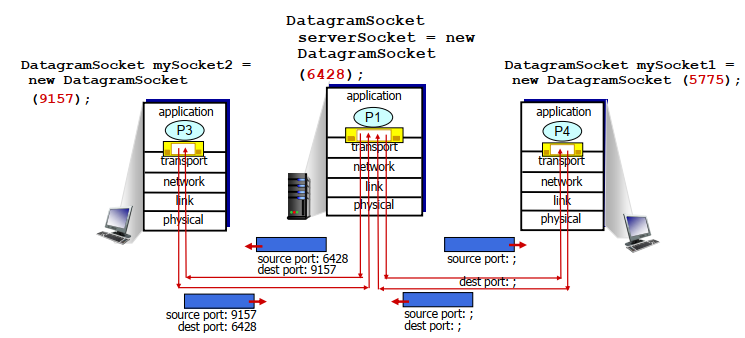 DatagramSocket
serverSocket = new
DatagramSocket
(6428);
DatagramSocket mySocket2 =
new DatagramSocket
(9157);
DatagramSocket mySocket1 =
new DatagramSocket (5775);
application
P3
transport
network
link
physical
application
P1
transport
network
link
physical
application
P4
transport
network
link
physical
source port: 6428
dest port: 9157
source port: 9157
dest port: 6428
source port: ;
dest port: ;
source port: ;
dest port: ;